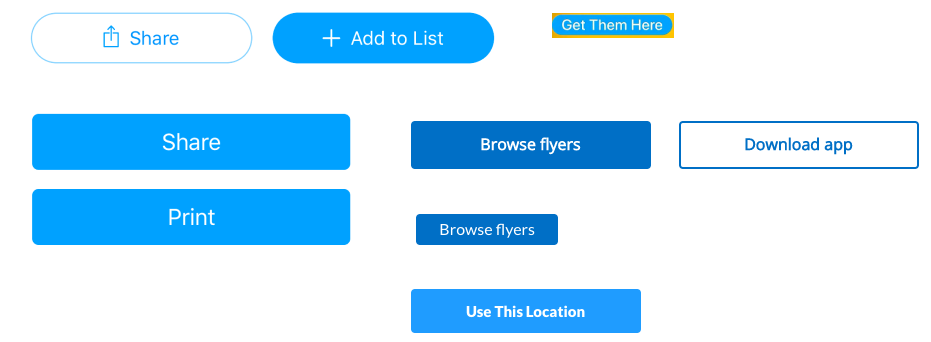 Share
Add to List
Get Them Here
Share
Browse flyers
Download app
Print
Browse flyers
Use This Location